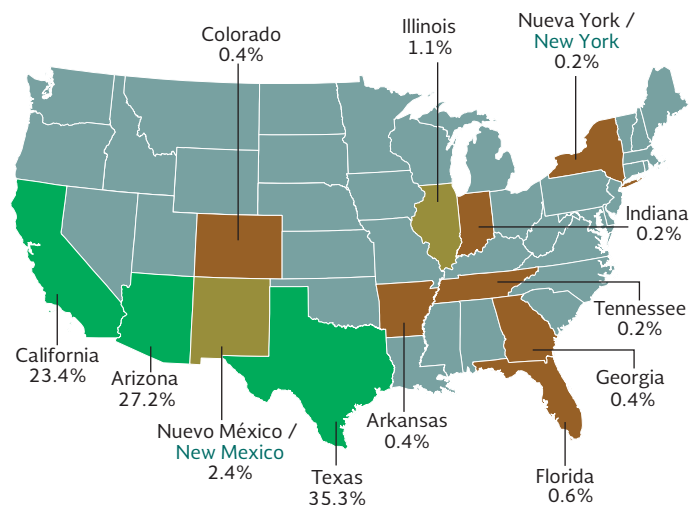 Colorado
0.4%
Illinois
1.1%
Nueva York /
New York
0.2%
Indiana
0.2%
Tennessee
0.2%
Georgia
0.4%
Florida
0.6%
Arkansas
0.4%
Texas
35.3%
Nuevo México /
New Mexico
2.4%
Arizona
27.2%
California
23.4%